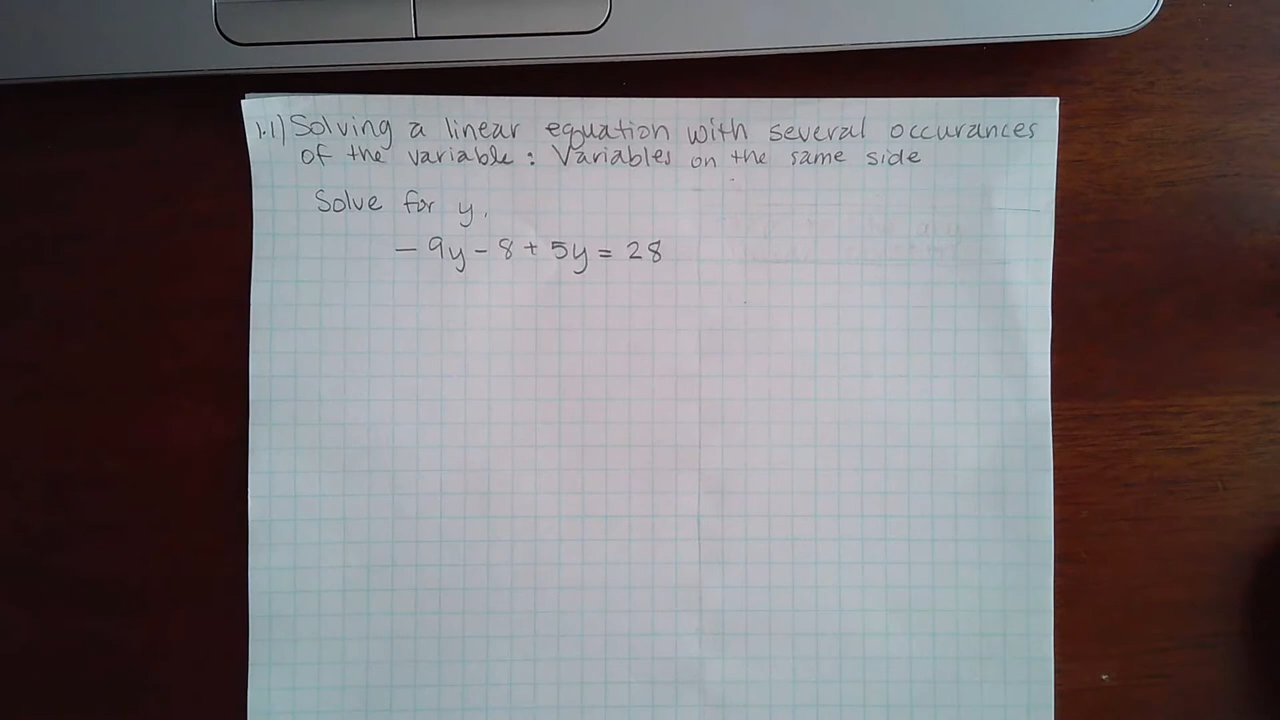 1.1) Solving a linear equation with several occurances
of the variable: Variables on the same side
Solve for y.
-9y-8+5y=28